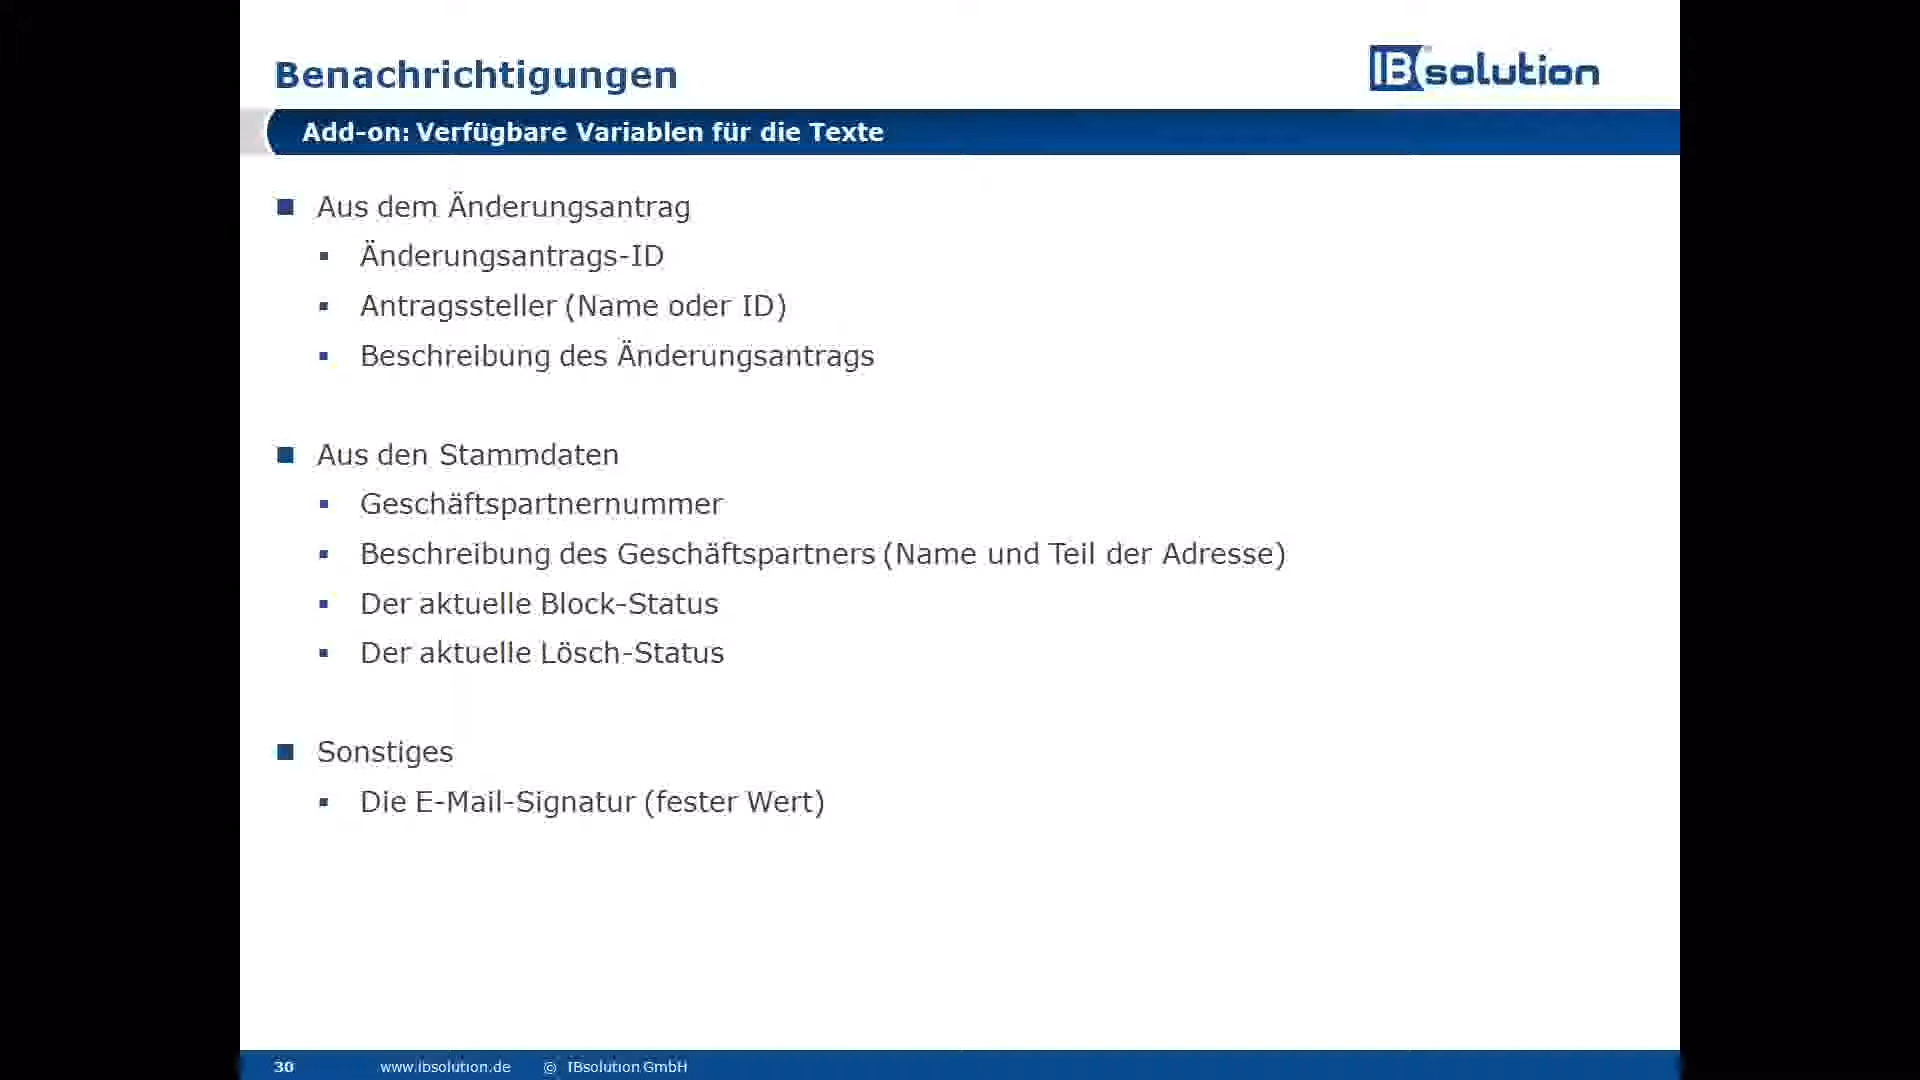 Benachrichtigungen
IBsolution
Add-on: Verfügbare Variablen für die Texte
Aus dem Änderungsantrag
Änderungsantrags-ID
Antragssteller (Name oder ID)
Beschreibung des Änderungsantrags
Aus den Stammdaten
Geschäftspartnernummer
Beschreibung des Geschäftspartners (Name und Teil der Adresse)
Der aktuelle Block-Status
Der aktuelle Lösch-Status
Sonstiges
Die E-Mail-Signatur (fester Wert)
30 www.ibsolution.de © IBsolution GmbH